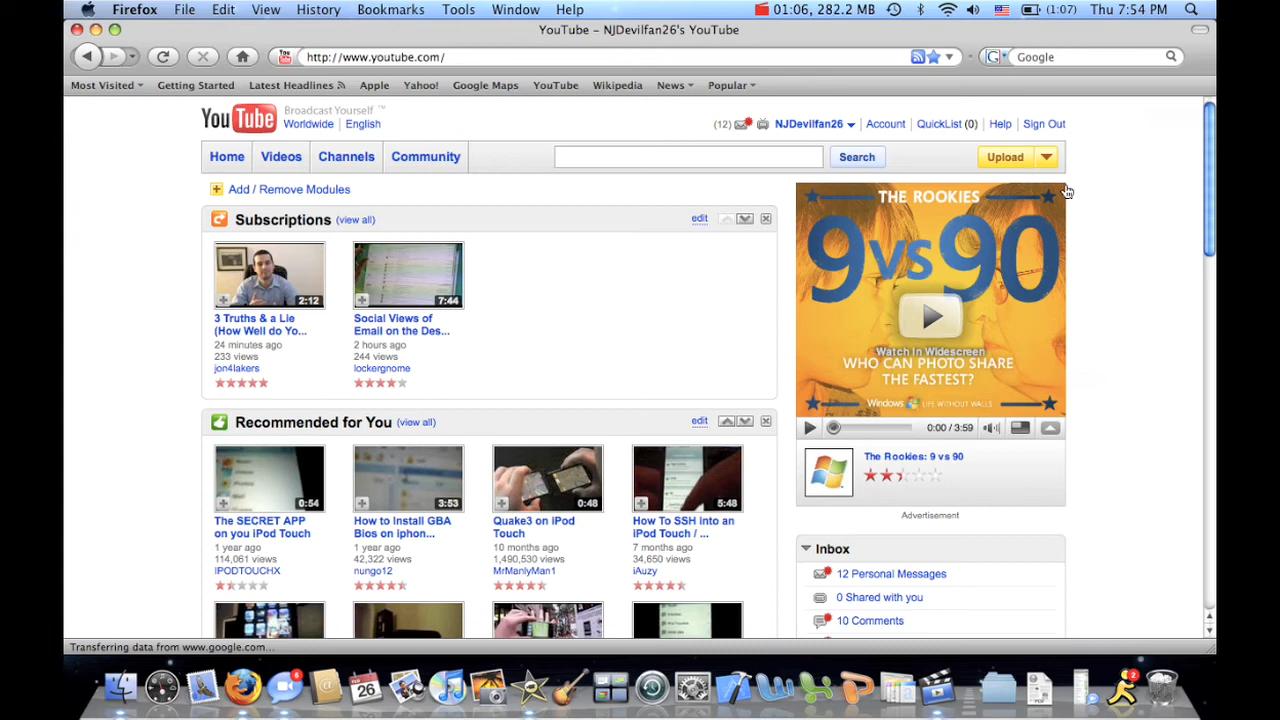 Firefox File Edit View History Bookmarks Tools Window Help 01:06, 282.2 MB (1:07) Thu 7:54 PM
YouTube – NJDevilfan26's YouTube
You Tube http://www.youtube.com/ Google
Most Visited Getting Started Latest Headlines Apple Yahoo! Google Maps YouTube Wikipedia News Popular
YouTube Broadcast Yourself ™
Worldwide English (12) NJDevilfan26 Account QuickList (0) Help Sign Out
Home Videos Channels Community Search Upload
Add / Remove Modules
Subscriptions (view all) edit
2:12 7:44
3 Truths & a Lie
(How Well do Yo...
24 minutes ago
233 views
jon4lakers
Social Views of
Email on the Des...
2 hours ago
244 views
lockergnome
Recommended for You (view all) edit
0:54 3:53 0:48 5:48
The SECRET APP
on you iPod Touch
1 year ago
114,061 views
IPODTOUCHX
How to Install GBA
Bios on iphon...
1 year ago
42,322 views
nungo12
Quake3 on iPod
Touch
10 months ago
1,490,530 views
MrManlyMan1
How To SSH into an
iPod Touch / ...
7 months ago
34,650 views
iAuzy
THE ROOKIES
9 vs 90
Watch in Widescreen
WHO CAN PHOTO SHARE
THE FASTEST?
Windows LIFE WITHOUT WALLS
0:00 / 3:59
The Rookies: 9 vs 90
Advertisement
Inbox
12 Personal Messages
0 Shared with you
10 Comments
Transferring data from www.google.com...
6
26
2